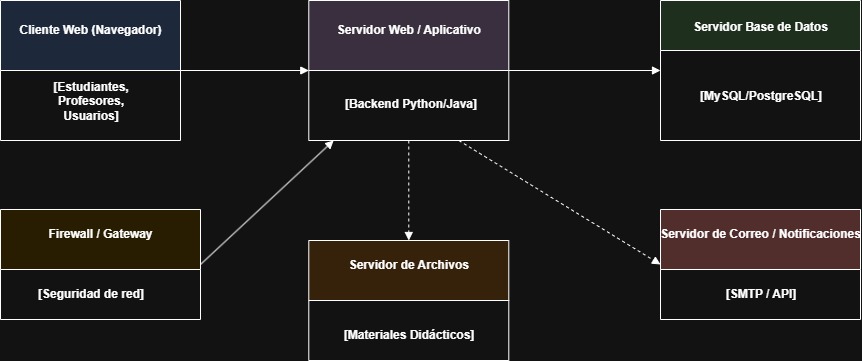 Cliente Web (Navegador)
[Estudiantes,
Profesores,
Usuarios]
Servidor Web / Aplicativo
[Backend Python/Java]
Servidor Base de Datos
[MySQL/PostgreSQL]
Firewall / Gateway
[Seguridad de red]
Servidor de Archivos
[Materiales Didácticos]
Servidor de Correo / Notificaciones
[SMTP / API]